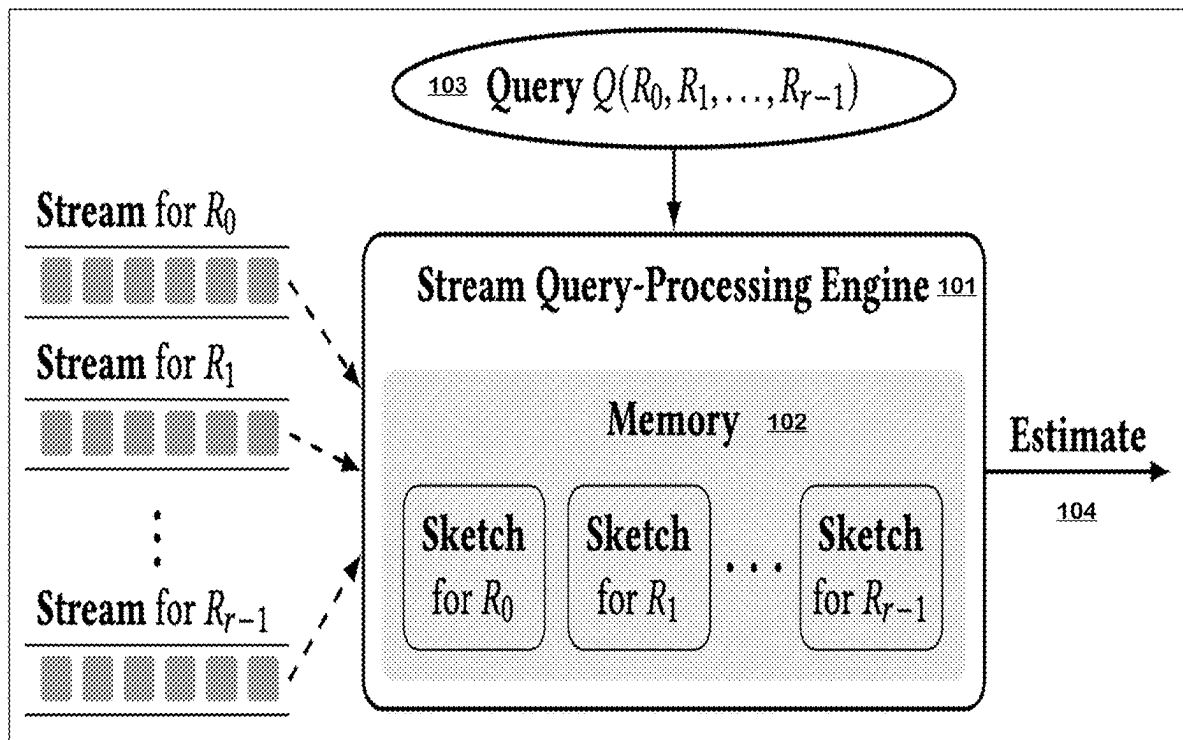 103 Query Q(R₀, R₁, ..., Rᵣ₋₁)
Stream for R₀
Stream Query-Processing Engine 101
Stream for R₁
Memory 102
Estimate
104
Sketch for R₀
Sketch for R₁
...
Sketch for Rᵣ₋₁
Stream for Rᵣ₋₁